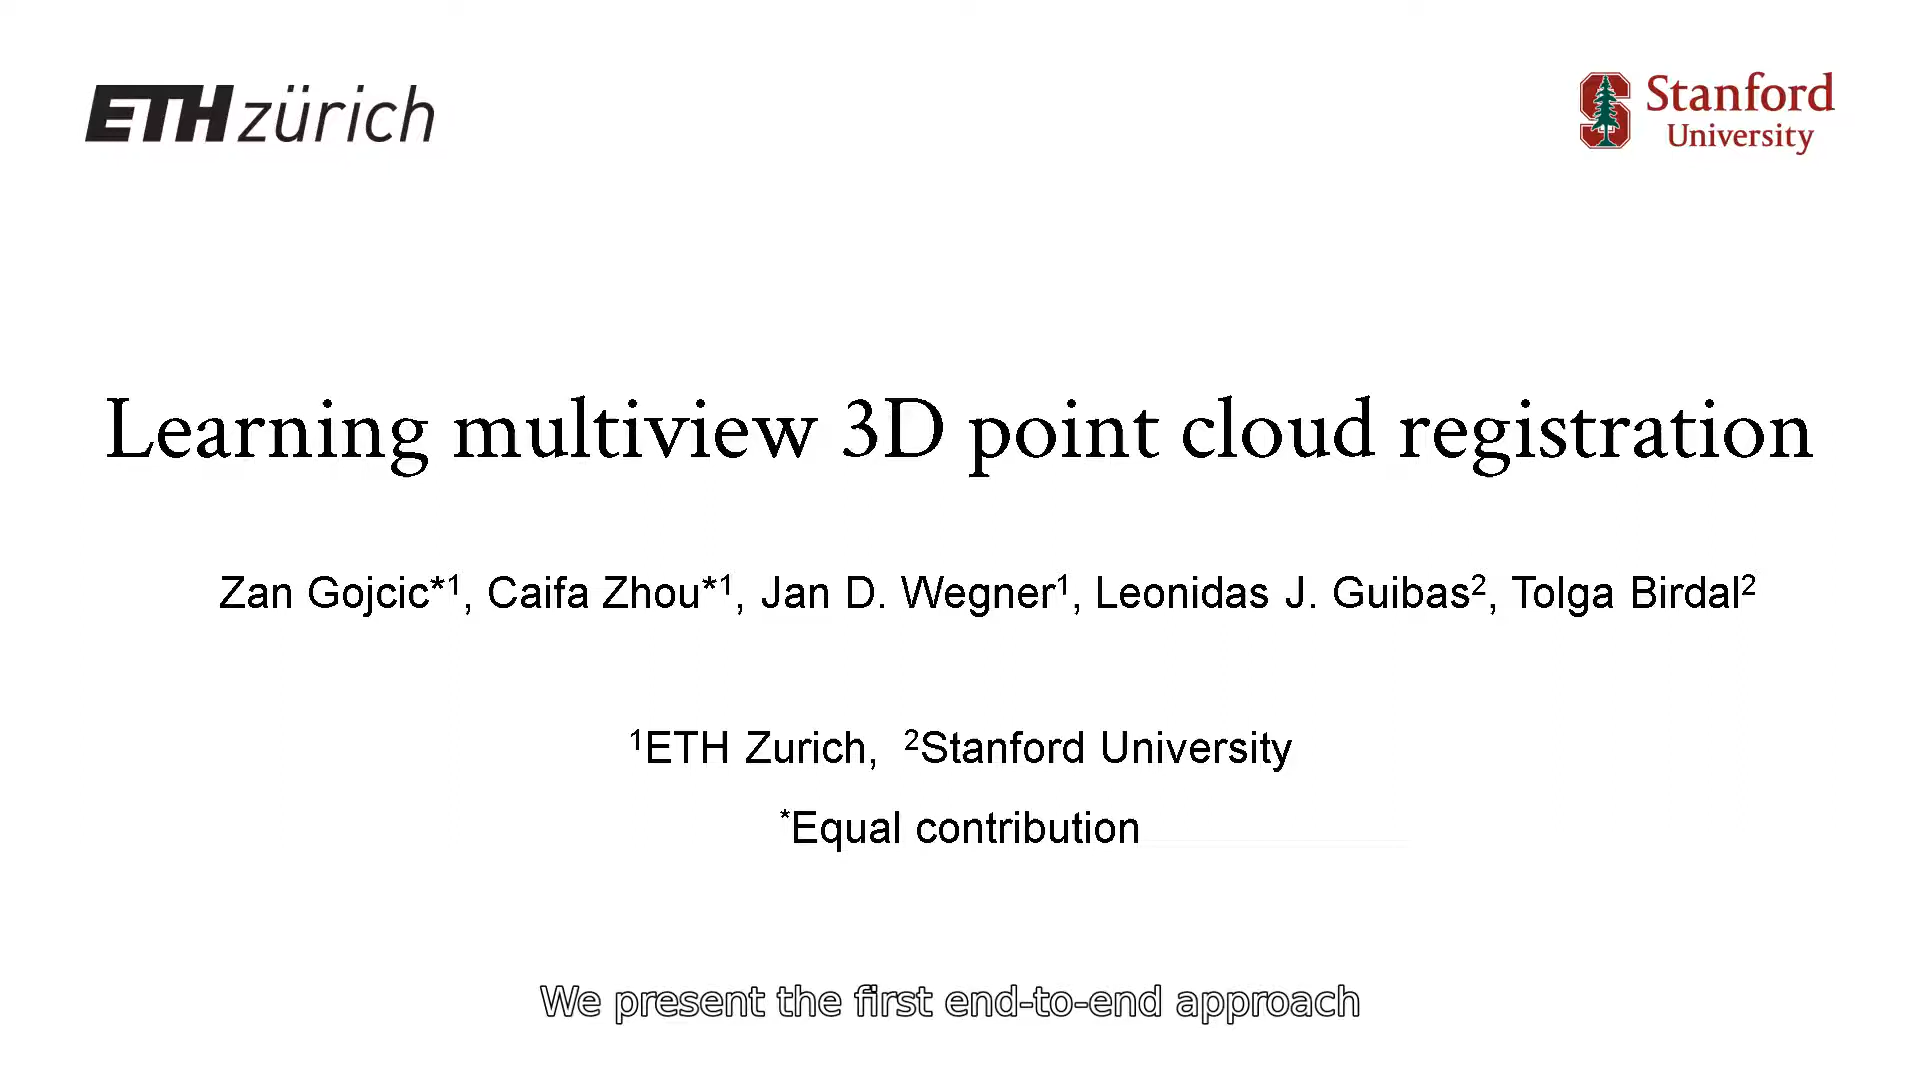 ETH zürich
Stanford
University
Learning multiview 3D point cloud registration
Zan Gojcic*¹, Caifa Zhou*¹, Jan D. Wegner¹, Leonidas J. Guibas², Tolga Birdal²
¹ETH Zurich, ²Stanford University
*Equal contribution
We present the first end-to-end approach